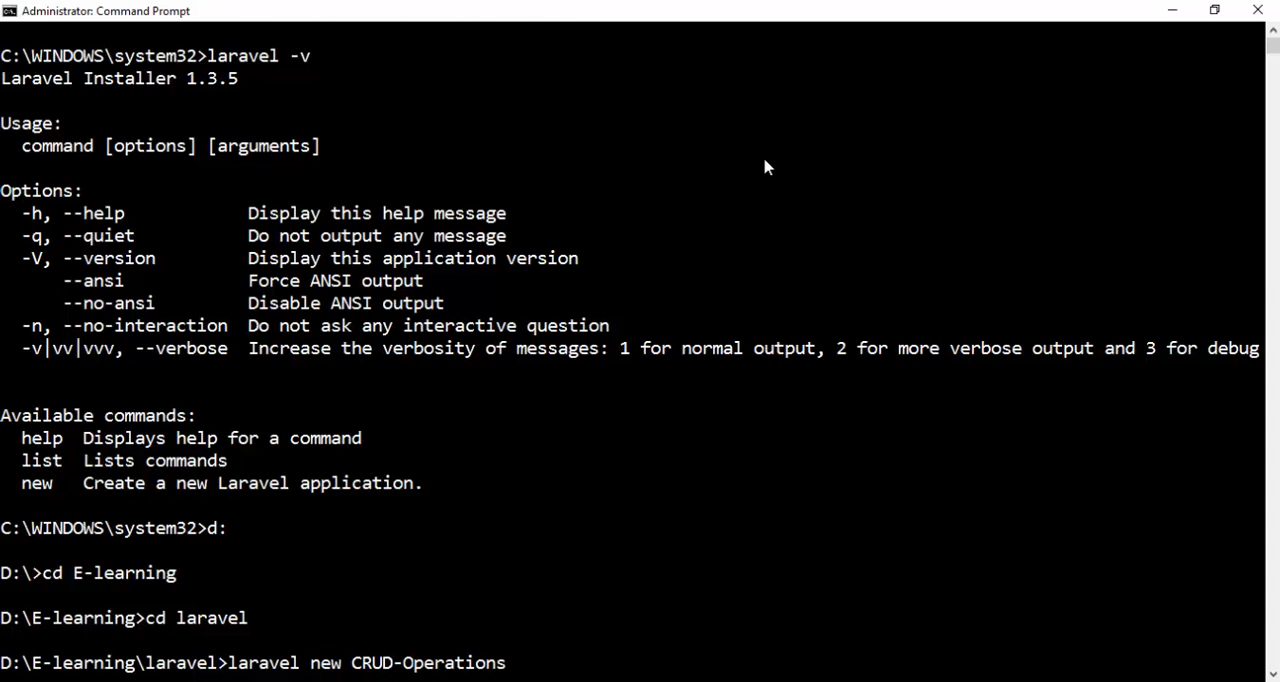 Administrator: Command Prompt
C:\WINDOWS\system32>laravel -v
Laravel Installer 1.3.5
Usage:
  command [options] [arguments]
Options:
  -h, --help            Display this help message
  -q, --quiet           Do not output any message
  -V, --version         Display this application version
      --ansi            Force ANSI output
      --no-ansi         Disable ANSI output
  -n, --no-interaction  Do not ask any interactive question
  -v|vv|vvv, --verbose  Increase the verbosity of messages: 1 for normal output, 2 for more verbose output and 3 for debug
Available commands:
  help  Displays help for a command
  list  Lists commands
  new   Create a new Laravel application.
C:\WINDOWS\system32>d:
D:\>cd E-learning
D:\E-learning>cd laravel
D:\E-learning\laravel>laravel new CRUD-Operations